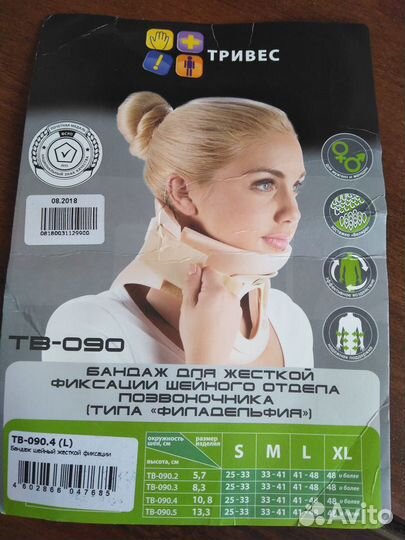 ТРИВЕС
08.2018
08180031129900
ТВ-090
БАНДАЖ ДЛЯ ЖЕСТКОЙ
ФИКСАЦИИ ШЕЙНОГО ОТДЕЛА
ПОЗВОНОЧНИКА
(ТИПА «ФИЛАДЕЛЬФИЯ»)
ТВ-090.4 (L)
Бандаж шейный жесткой фиксации
4602866047685
окружность шеи, см размер изделия S M L XL
высота, см
ТВ-090.2 5,7 25-33 33-41 41-48 48 и более
ТВ-090.3 8,3 25-33 33-41 41-48 48 и более
ТВ-090.4 10,8 25-33 33-41 41-48 48 и более
ТВ-090.5 13,3 25-33 33-41 41-48 48 и более
Avito